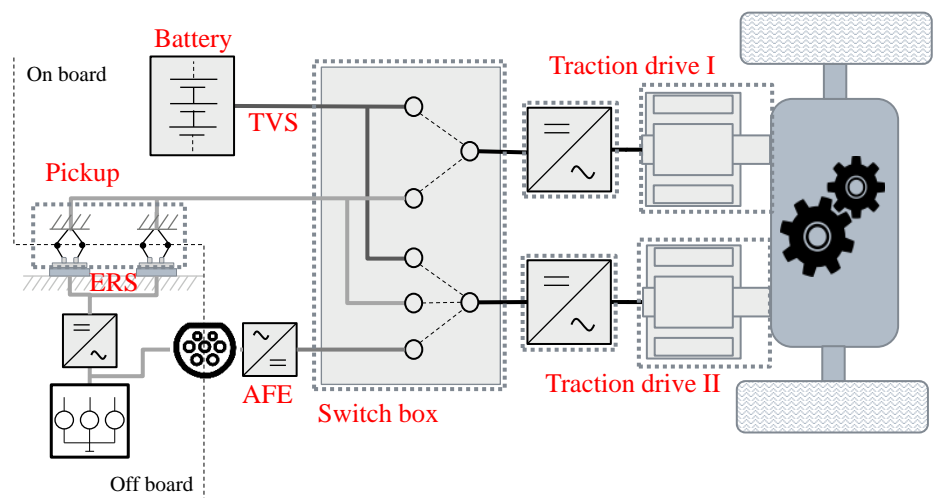 Battery
Traction drive I
On board
TVS
Pickup
ERS
AFE
Traction drive II
Switch box
Off board